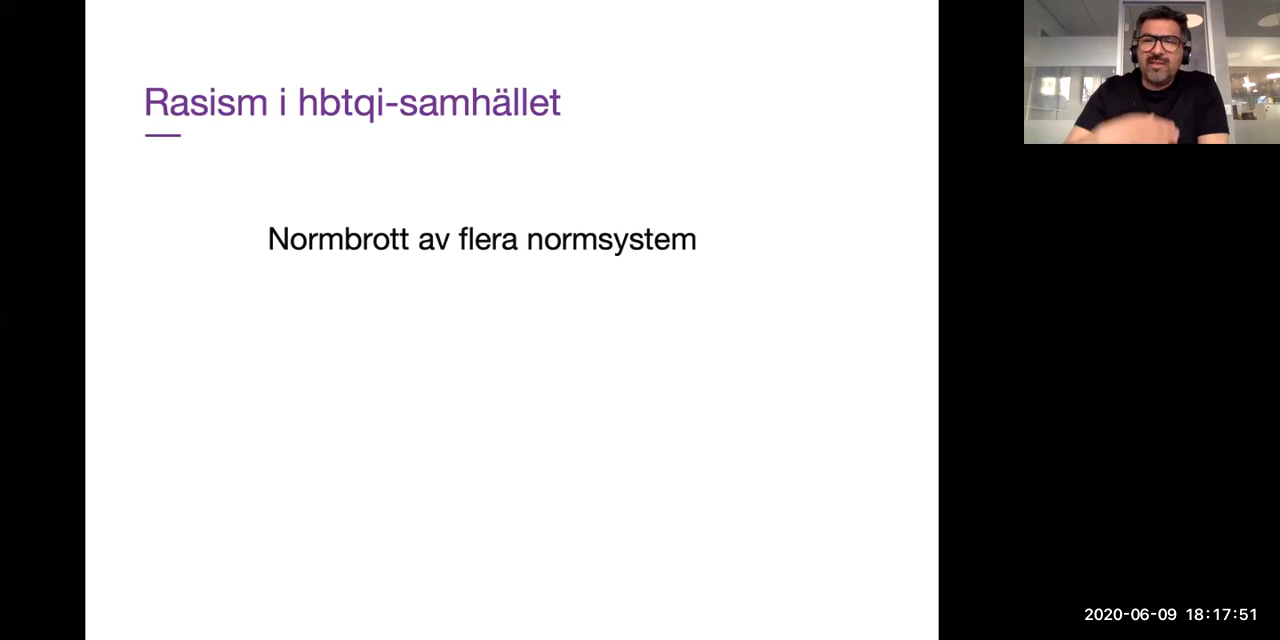 Rasism i hbtqi-samhället
Normbrott av flera normsystem
2020-06-09 18:17:51